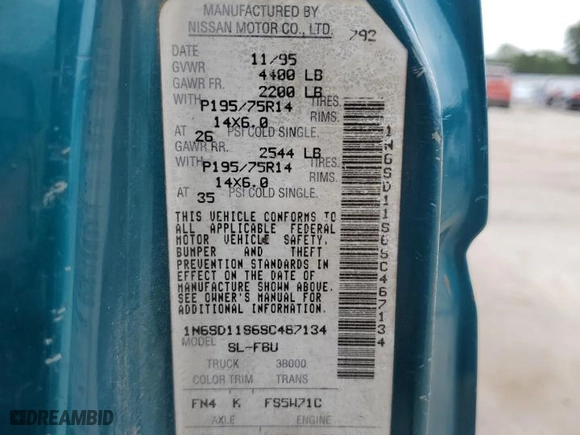 MANUFACTURED BY
NISSAN MOTOR CO., LTD. 792
DATE 11/95
GVWR 4400 LB
GAWR FR. 2200 LB
WITH P195/75R14 TIRES.
14X6.0 RIMS.
AT 26 PSI COLD SINGLE.
GAWR RR. 2544 LB
WITH P195/75R14 TIRES.
14X6.0 RIMS.
AT 35 PSI COLD SINGLE.
THIS VEHICLE CONFORMS TO
ALL APPLICABLE FEDERAL
MOTOR VEHICLE SAFETY,
BUMPER AND THEFT
PREVENTION STANDARDS IN
EFFECT ON THE DATE OF
MANUFACTURE SHOWN ABOVE.
SEE OWNER'S MANUAL FOR
ADDITIONAL INFORMATION.
1N6SD11S6SC467134
SL-FBU
TRUCK 38000
COLOR TRIM TRANS
FN4 K FS5W71C
AXLE ENGINE
1N6SD11S6SC467134
DREAMBID